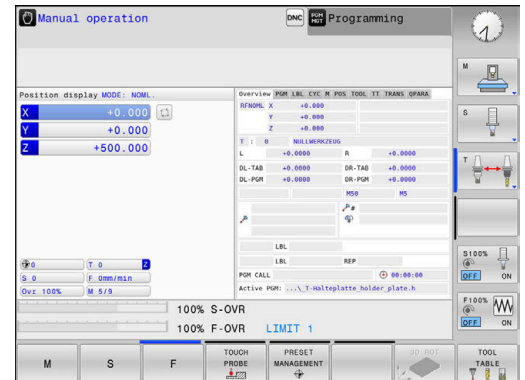 Manual operation
DNC
PGM MGT
Programming
Position display MODE: NOML.
X +0.000
Y +0.000
Z +500.000
0
T 0 Z
S 0 F 0mm/min
Ovr 100% M 5/9
Overview PGM LBL CYC M POS TOOL TT TRANS QPARA
RFNOML X +0.000
Y +0.000
Z +0.000
T : 0 NULLWERKZEUG
L +0.0000 R +0.0000
DL-TAB +0.0000 DR-TAB +0.0000
DL-PGM +0.0000 DR-PGM +0.0000
M50 M5
LBL
LBL REP
PGM CALL 00:00:00
Active PGM: ...\_T-Halteplatte_holder_plate.h
100% S-OVR
100% F-OVR LIMIT 1
M
S
T
S100%
OFF ON
F100%
OFF ON
M
S
F
TOUCH PROBE
PRESET MANAGEMENT
3D ROT
TOOL TABLE